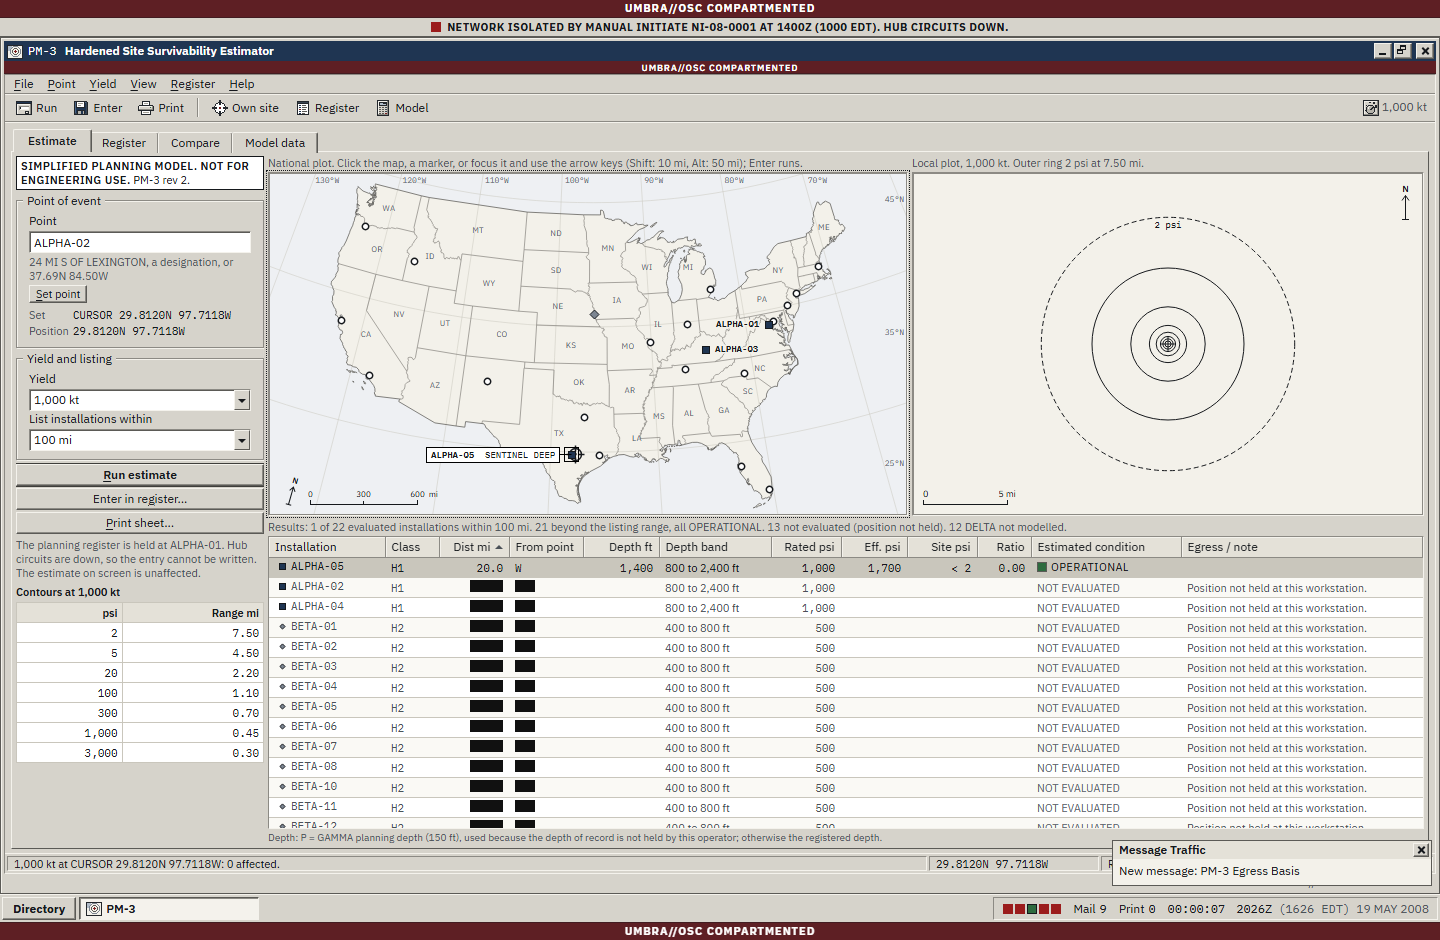 UMBRA//OSC COMPARTMENTED
NETWORK ISOLATED BY MANUAL INITIATE NI-08-0001 AT 1400Z (1000 EDT). HUB CIRCUITS DOWN.
PM-3 Hardened Site Survivability Estimator
UMBRA//OSC COMPARTMENTED
File Point Yield View Register Help
Run Enter Print Own site Register Model
1,000 kt
Estimate Register Compare Model data
SIMPLIFIED PLANNING MODEL. NOT FOR
ENGINEERING USE. PM-3 rev 2.
Point of event
Point
ALPHA-02
24 MI S OF LEXINGTON, a designation, or
37.69N 84.50W
Set point
Set CURSOR 29.8120N 97.7118W
Position 29.8120N 97.7118W
Yield and listing
Yield
1,000 kt
List installations within
100 mi
Run estimate
Enter in register...
Print sheet...
The planning register is held at ALPHA-01. Hub
circuits are down, so the entry cannot be written.
The estimate on screen is unaffected.
Contours at 1,000 kt
psi Range mi
2 7.50
5 4.50
20 2.20
100 1.10
300 0.70
1,000 0.45
3,000 0.30
National plot. Click the map, a marker, or focus it and use the arrow keys (Shift: 10 mi, Alt: 50 mi); Enter runs.
130°W 120°W 110°W 100°W 90°W 80°W 70°W
45°N
35°N
25°N
WA
OR
ID
MT
ND
MN
WI
MI
NY
ME
SD
WY
NE
IA
IL
PA
NV
UT
CO
KS
MO
CA
AZ
OK
AR
NC
SC
MS
AL
GA
TX
LA
ALPHA-01
ALPHA-03
ALPHA-05 SENTINEL DEEP
N
0 300 600 mi
Local plot, 1,000 kt. Outer ring 2 psi at 7.50 mi.
N
2 psi
0 5 mi
Results: 1 of 22 evaluated installations within 100 mi. 21 beyond the listing range, all OPERATIONAL. 13 not evaluated (position not held). 12 DELTA not modelled.
Installation Class Dist mi From point Depth ft Depth band Rated psi Eff. psi Site psi Ratio Estimated condition Egress / note
ALPHA-05 H1 20.0 W 1,400 800 to 2,400 ft 1,000 1,700 < 2 0.00 OPERATIONAL
ALPHA-02 H1 800 to 2,400 ft 1,000 NOT EVALUATED Position not held at this workstation.
ALPHA-04 H1 800 to 2,400 ft 1,000 NOT EVALUATED Position not held at this workstation.
BETA-01 H2 400 to 800 ft 500 NOT EVALUATED Position not held at this workstation.
BETA-02 H2 400 to 800 ft 500 NOT EVALUATED Position not held at this workstation.
BETA-03 H2 400 to 800 ft 500 NOT EVALUATED Position not held at this workstation.
BETA-04 H2 400 to 800 ft 500 NOT EVALUATED Position not held at this workstation.
BETA-05 H2 400 to 800 ft 500 NOT EVALUATED Position not held at this workstation.
BETA-06 H2 400 to 800 ft 500 NOT EVALUATED Position not held at this workstation.
BETA-07 H2 400 to 800 ft 500 NOT EVALUATED Position not held at this workstation.
BETA-08 H2 400 to 800 ft 500 NOT EVALUATED Position not held at this workstation.
BETA-10 H2 400 to 800 ft 500 NOT EVALUATED Position not held at this workstation.
BETA-11 H2 400 to 800 ft 500 NOT EVALUATED Position not held at this workstation.
BETA-12 H2 400 to 800 ft 500 NOT EVALUATED Position not held at this workstation.
Depth: P = GAMMA planning depth (150 ft), used because the depth of record is not held by this operator; otherwise the registered depth.
1,000 kt at CURSOR 29.8120N 97.7118W: 0 affected.
29.8120N 97.7118W
Message Traffic
New message: PM-3 Egress Basis
Directory PM-3
Mail 9 Print 0 00:00:07 2026Z (1626 EDT) 19 MAY 2008
UMBRA//OSC COMPARTMENTED